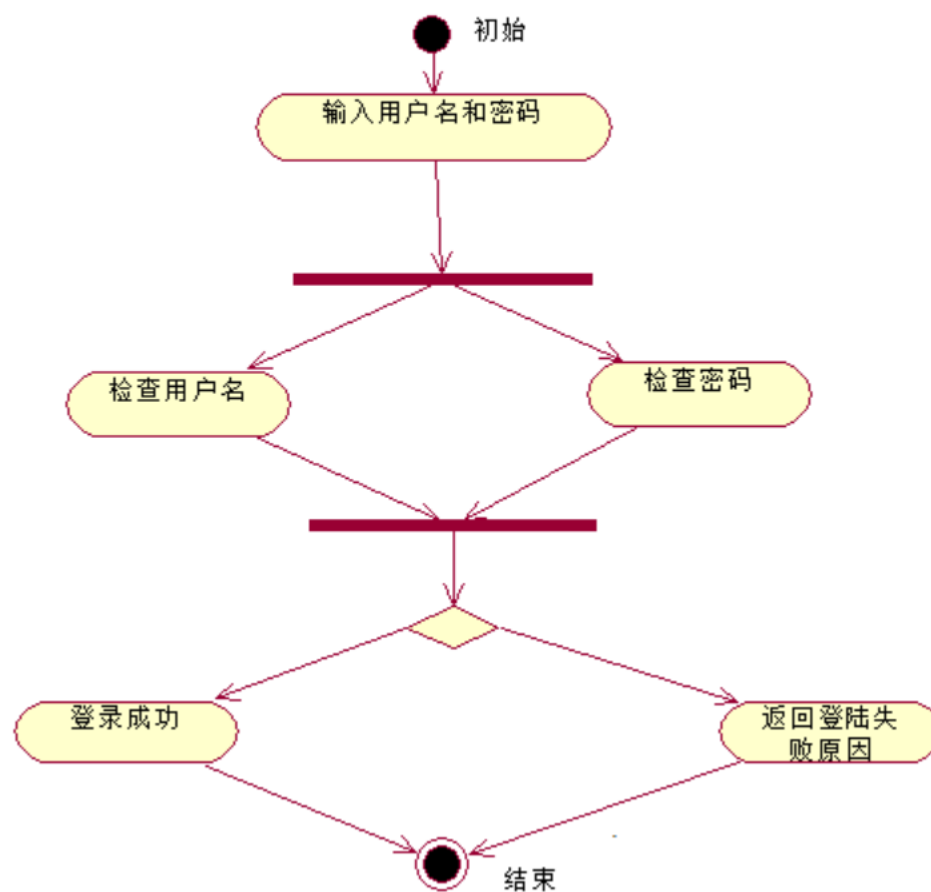 初始
输入用户名和密码
检查用户名
检查密码
登录成功
返回登陆失
败原因
结束